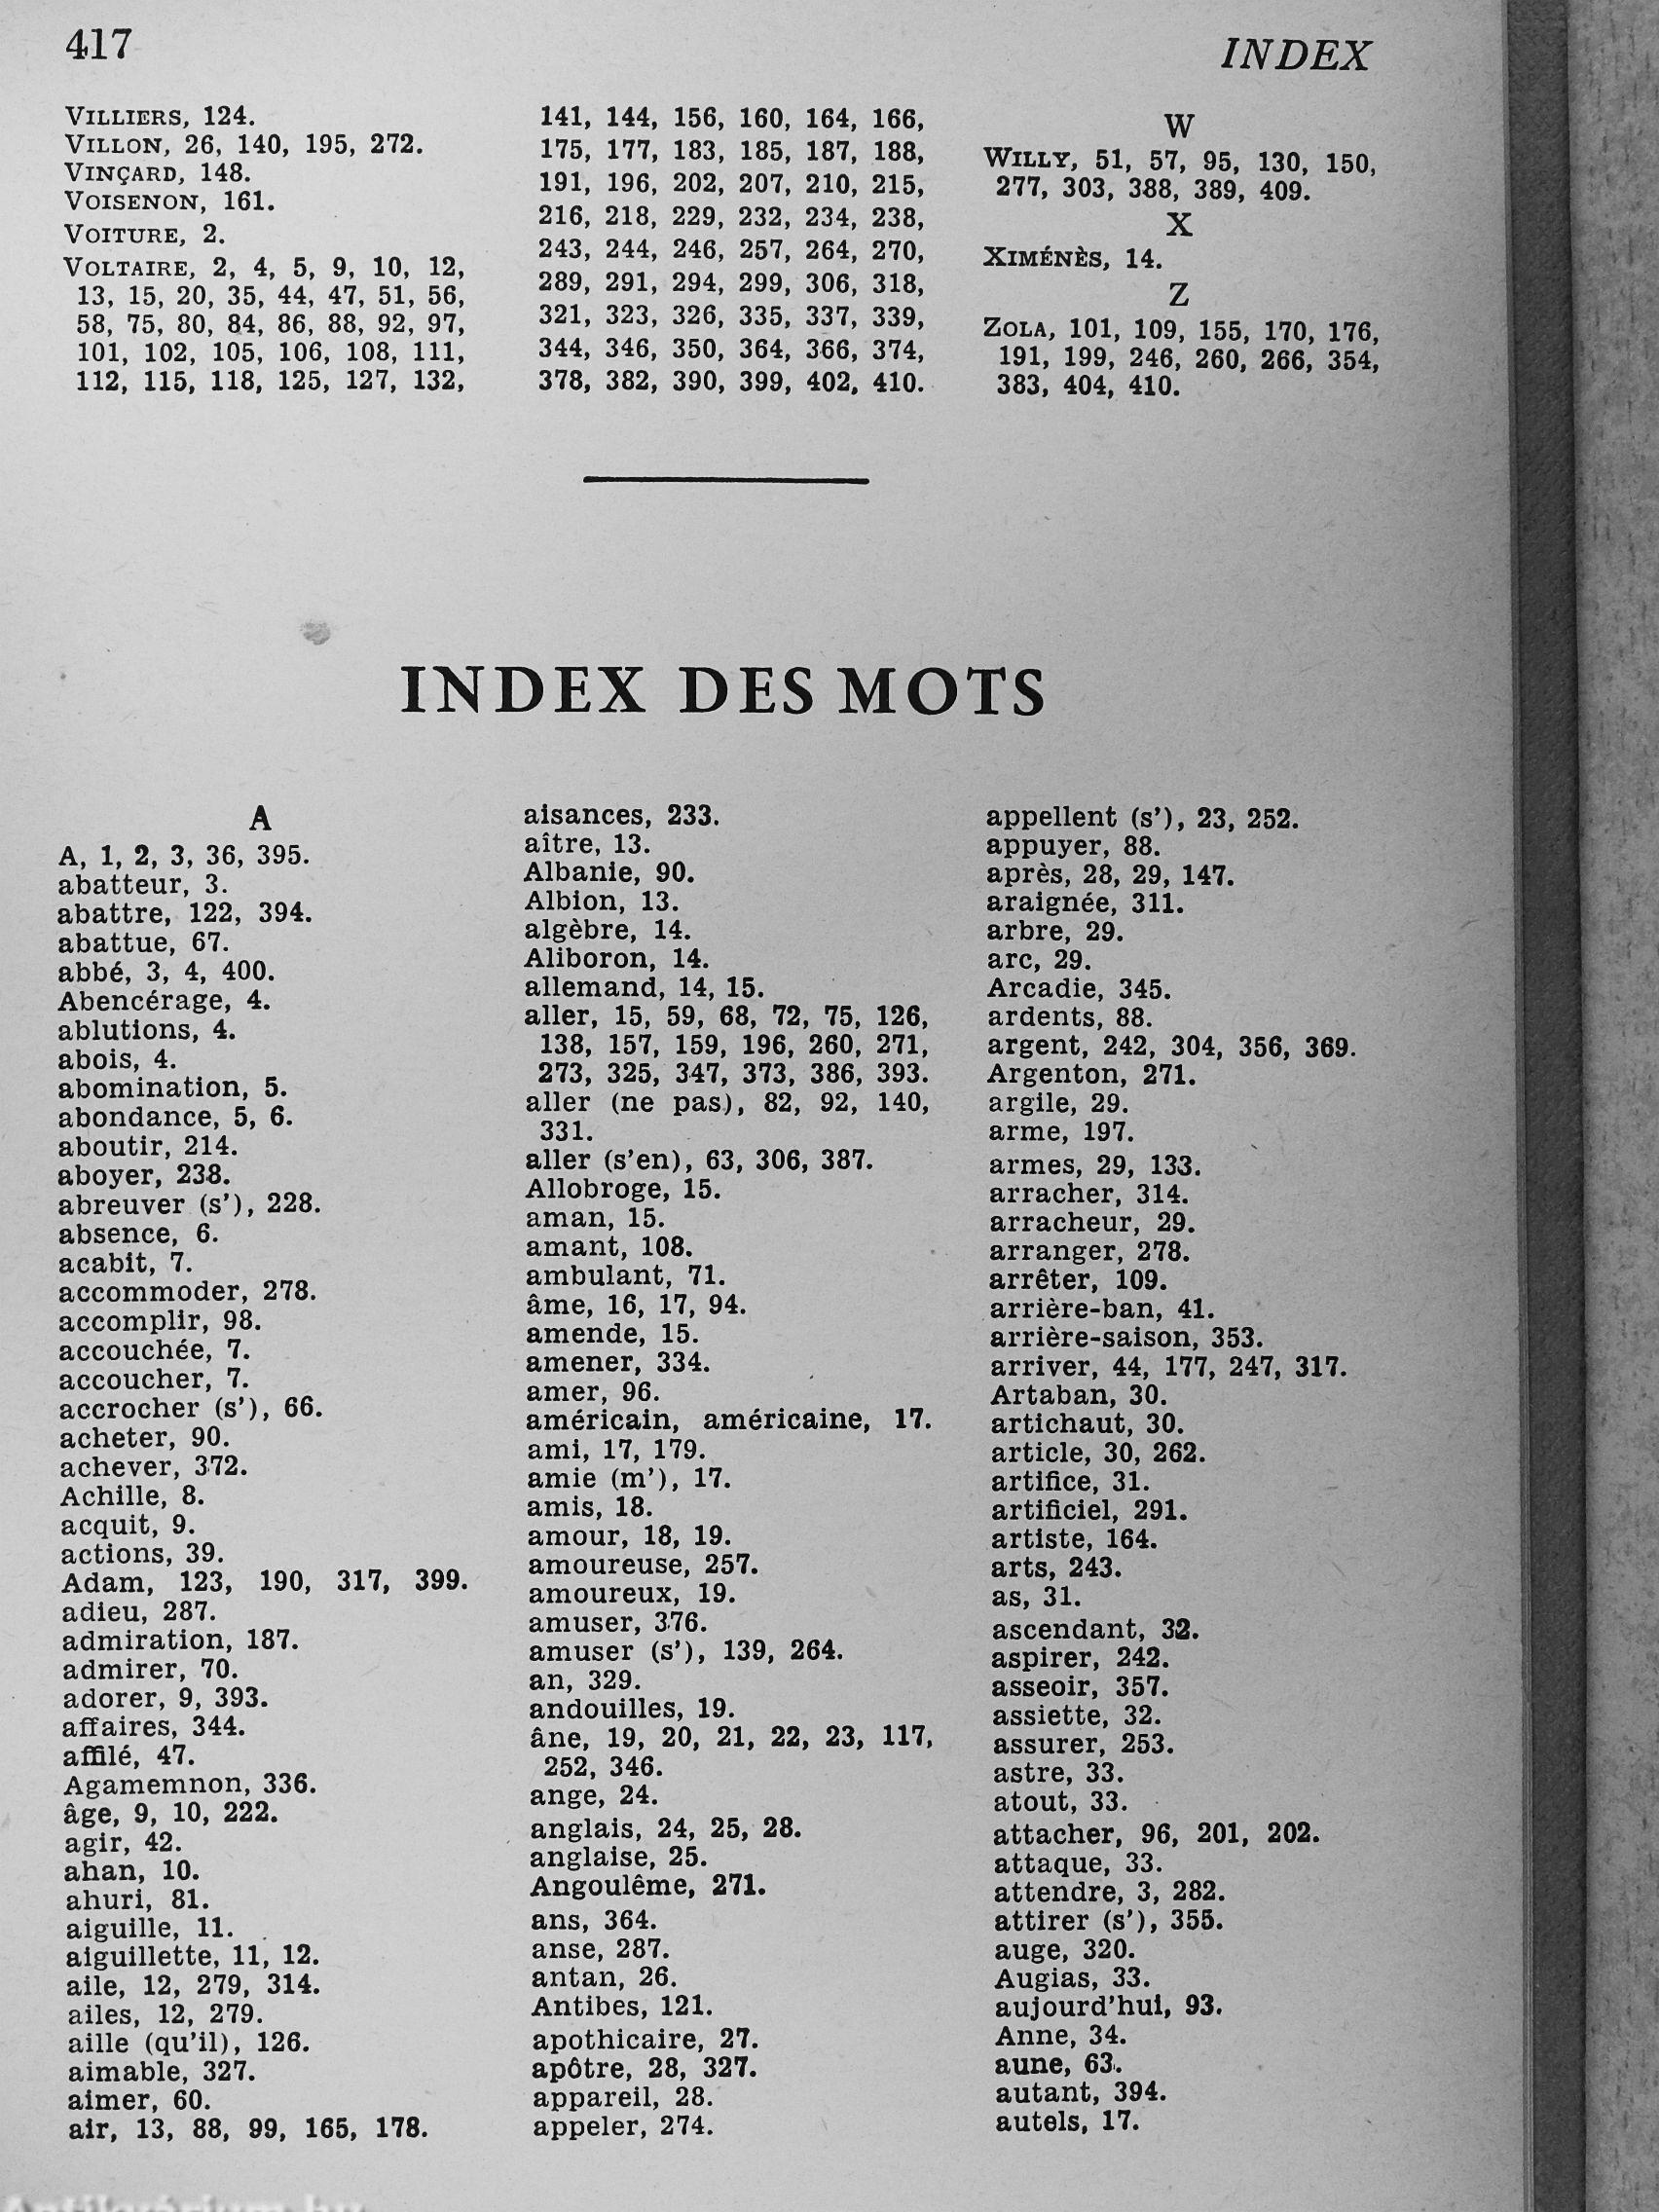 417
INDEX
VILLIERS, 124.
VILLON, 26, 140, 195, 272.
VINÇARD, 148.
VOISENON, 161.
VOITURE, 2.
VOLTAIRE, 2, 4, 5, 9, 10, 12,
13, 15, 20, 35, 44, 47, 51, 56,
58, 75, 80, 84, 86, 88, 92, 97,
101, 102, 105, 106, 108, 111,
112, 115, 118, 125, 127, 132,
141, 144, 156, 160, 164, 166,
175, 177, 183, 185, 187, 188,
191, 196, 202, 207, 210, 215,
216, 218, 229, 232, 234, 238,
243, 244, 246, 257, 264, 270,
289, 291, 294, 299, 306, 318,
321, 323, 326, 335, 337, 339,
344, 346, 350, 364, 366, 374,
378, 382, 390, 399, 402, 410.
W
WILLY, 51, 57, 95, 130, 150,
277, 303, 388, 389, 409.
X
XIMÉNÈS, 14.
Z
ZOLA, 101, 109, 155, 170, 176,
191, 199, 246, 260, 266, 354,
383, 404, 410.
INDEX DES MOTS
A
A, 1, 2, 3, 36, 395.
abatteur, 3.
abattre, 122, 394.
abattue, 67.
abbé, 3, 4, 400.
Abencérage, 4.
ablutions, 4.
abois, 4.
abomination, 5.
abondance, 5, 6.
aboutir, 214.
aboyer, 238.
abreuver (s'), 228.
absence, 6.
acabit, 7.
accommoder, 278.
accomplir, 98.
accouchée, 7.
accoucher, 7.
accrocher (s'), 66.
acheter, 90.
achever, 372.
Achille, 8.
acquit, 9.
actions, 39.
Adam, 123, 190, 317, 399.
adieu, 287.
admiration, 187.
admirer, 70.
adorer, 9, 393.
affaires, 344.
affilé, 47.
Agamemnon, 336.
âge, 9, 10, 222.
agir, 42.
ahan, 10.
ahuri, 81.
aiguille, 11.
aiguillette, 11, 12.
aile, 12, 279, 314.
ailes, 12, 279.
aille (qu'il), 126.
aimable, 327.
aimer, 60.
air, 13, 88, 99, 165, 178.
aisances, 233.
aître, 13.
Albanie, 90.
Albion, 13.
algèbre, 14.
Aliboron, 14.
allemand, 14, 15.
aller, 15, 59, 68, 72, 75, 126,
138, 157, 159, 196, 260, 271,
273, 325, 347, 373, 386, 393.
aller (ne pas), 82, 92, 140,
331.
aller (s'en), 63, 306, 387.
Allobroge, 15.
aman, 15.
amant, 108.
ambulant, 71.
âme, 16, 17, 94.
amende, 15.
amener, 334.
amer, 96.
américain, américaine, 17.
ami, 17, 179.
amie (m'), 17.
amis, 18.
amour, 18, 19.
amoureuse, 257.
amoureux, 19.
amuser, 376.
amuser (s'), 139, 264.
an, 329.
andouilles, 19.
âne, 19, 20, 21, 22, 23, 117,
252, 346.
ange, 24.
anglais, 24, 25, 28.
anglaise, 25.
Angoulême, 271.
ans, 364.
anse, 287.
antan, 26.
Antibes, 121.
apothicaire, 27.
apôtre, 28, 327.
appareil, 28.
appeler, 274.
appellent (s'), 23, 252.
appuyer, 88.
après, 28, 29, 147.
araignée, 311.
arbre, 29.
arc, 29.
Arcadie, 345.
ardents, 88.
argent, 242, 304, 356, 369.
Argenton, 271.
argile, 29.
arme, 197.
armes, 29, 133.
arracher, 314.
arracheur, 29.
arranger, 278.
arrêter, 109.
arrière-ban, 41.
arrière-saison, 353.
arriver, 44, 177, 247, 317.
Artaban, 30.
artichaut, 30.
article, 30, 262.
artifice, 31.
artificiel, 291.
artiste, 164.
arts, 243.
as, 31.
ascendant, 32.
aspirer, 242.
asseoir, 357.
assiette, 32.
assurer, 253.
astre, 33.
atout, 33.
attacher, 96, 201, 202.
attaque, 33.
attendre, 3, 282.
attirer (s'), 355.
auge, 320.
Augias, 33.
aujourd'hui, 93.
Anne, 34.
aune, 63.
autant, 394.
autels, 17.